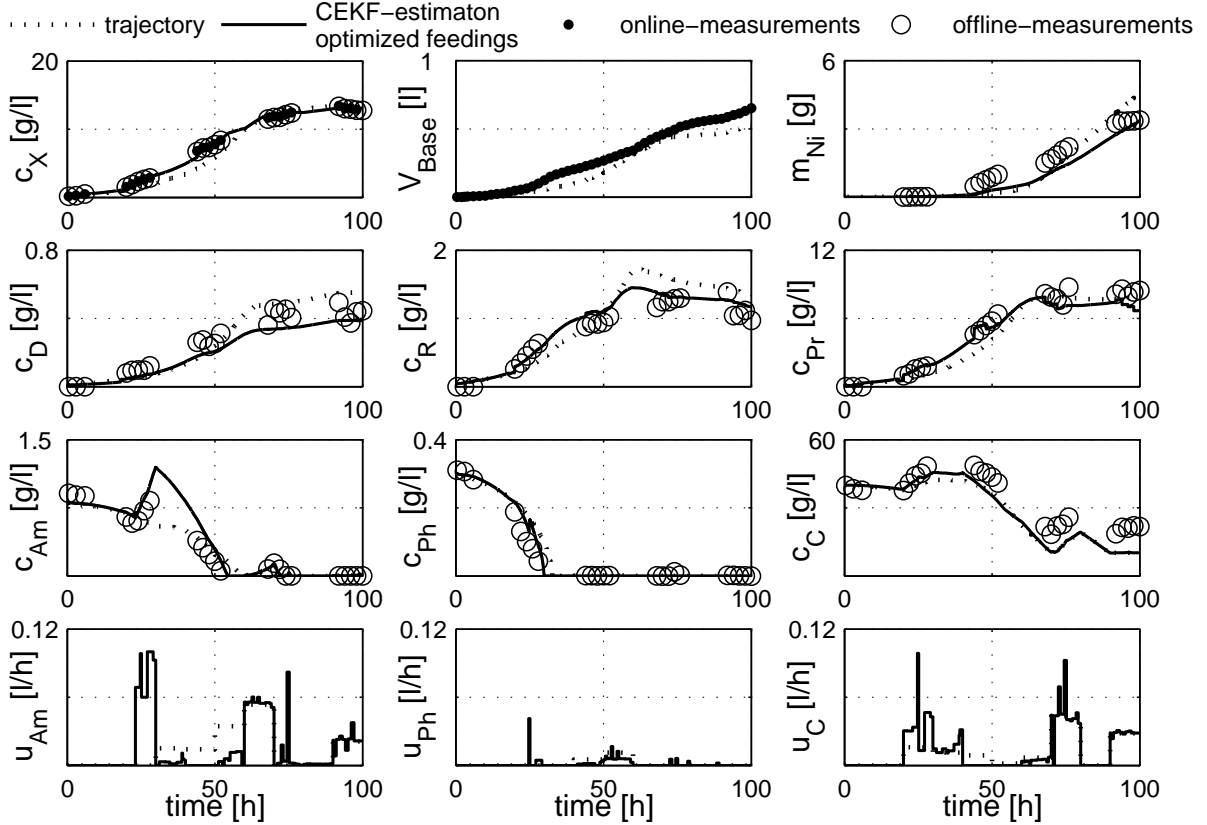 trajectory
CEKF−estimaton
optimized feedings
online−measurements
offline−measurements
20
c_X [g/l]
0
100
1
V_Base [l]
0
100
6
m_Ni [g]
0
100
0.8
c_D [g/l]
0
100
2
c_R [g/l]
0
100
12
c_Pr [g/l]
0
100
1.5
c_Am [g/l]
0
100
0.4
c_Ph [g/l]
0
100
60
c_C [g/l]
0
100
0.12
u_Am [l/h]
0
50
100
time [h]
0.12
u_Ph [l/h]
0
50
100
time [h]
0.12
u_C [l/h]
0
50
100
time [h]